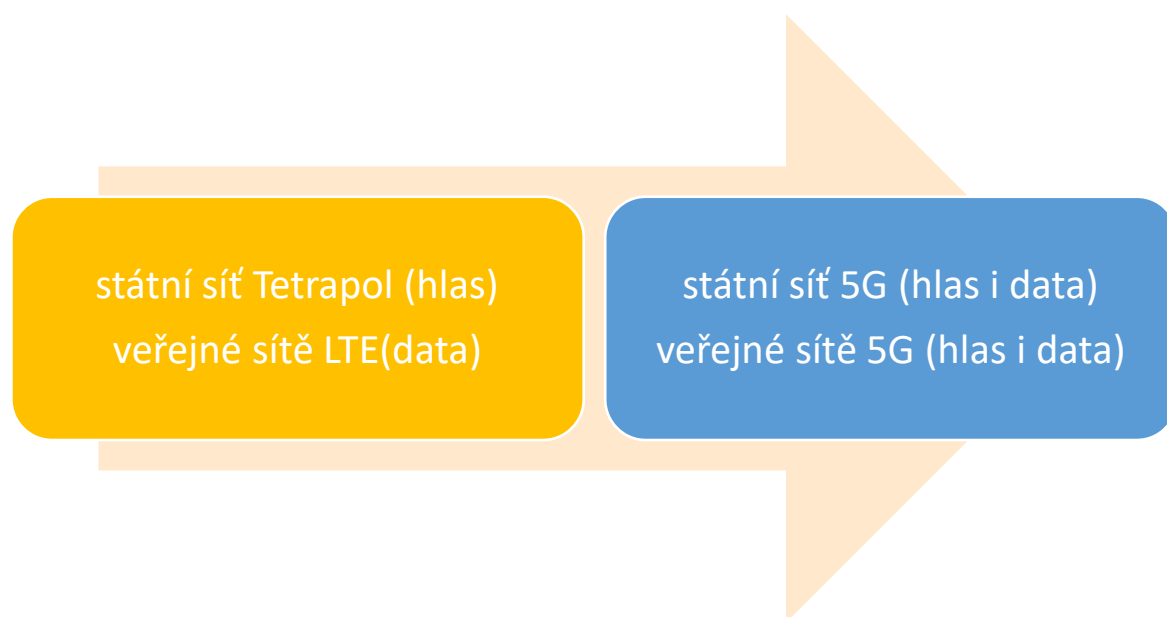 státní síť Tetrapol (hlas)
veřejné sítě LTE(data)
státní síť 5G (hlas i data)
veřejné sítě 5G (hlas i data)